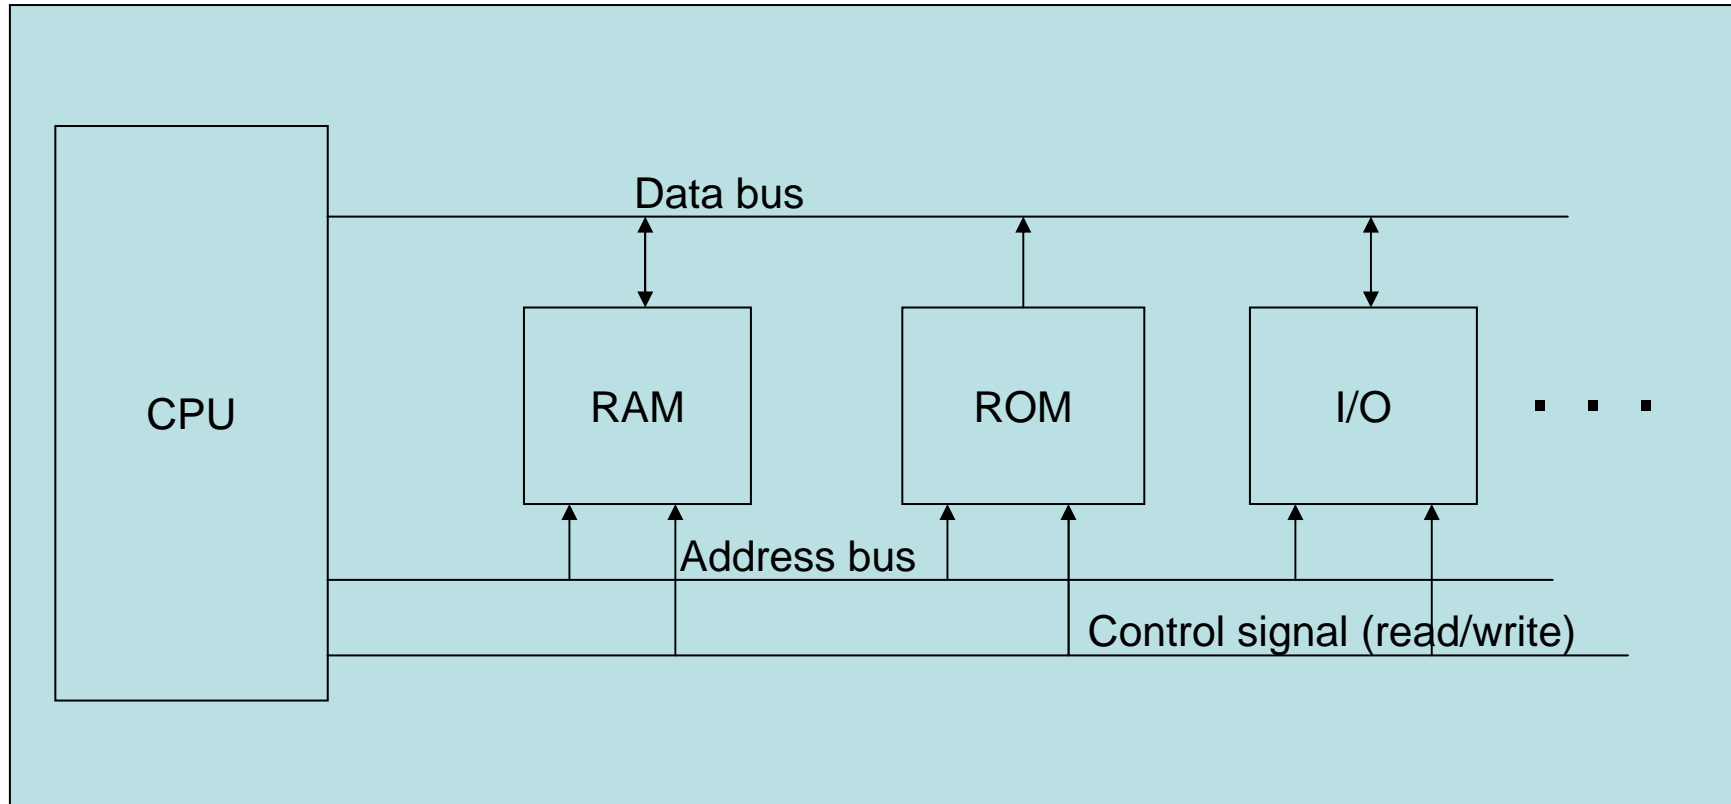 Data bus
CPU
RAM
ROM
I/O
Address bus
Control signal (read/write)